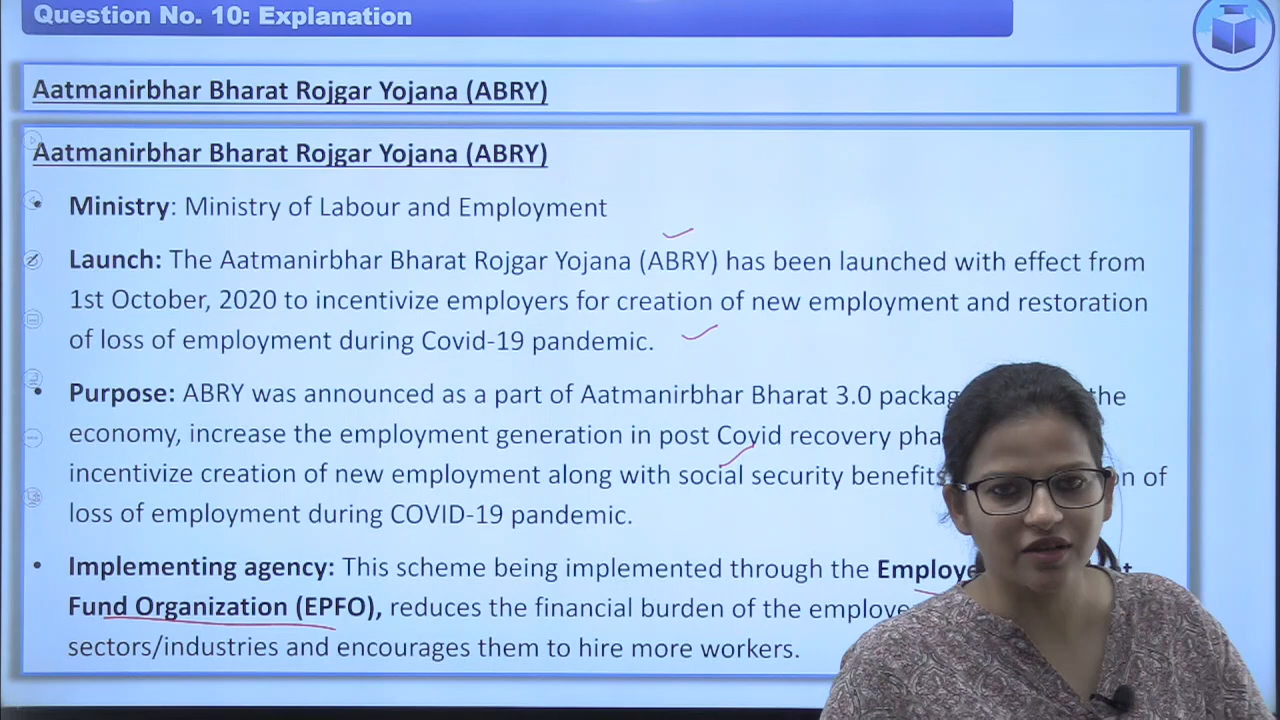 Question No. 10: Explanation
Aatmanirbhar Bharat Rojgar Yojana (ABRY)
Aatmanirbhar Bharat Rojgar Yojana (ABRY)
• Ministry: Ministry of Labour and Employment
Launch: The Aatmanirbhar Bharat Rojgar Yojana (ABRY) has been launched with effect from
1st October, 2020 to incentivize employers for creation of new employment and restoration
of loss of employment during Covid-19 pandemic.
• Purpose: ABRY was announced as a part of Aatmanirbhar Bharat 3.0 the
economy, increase the employment generation in post Covid recovery
incentivize creation of new employment along with social security benefits of
loss of employment during COVID-19 pandemic.
• Implementing agency: This scheme being implemented through the
Fund Organization (EPFO), reduces the financial burden of the
sectors/industries and encourages them to hire more workers.